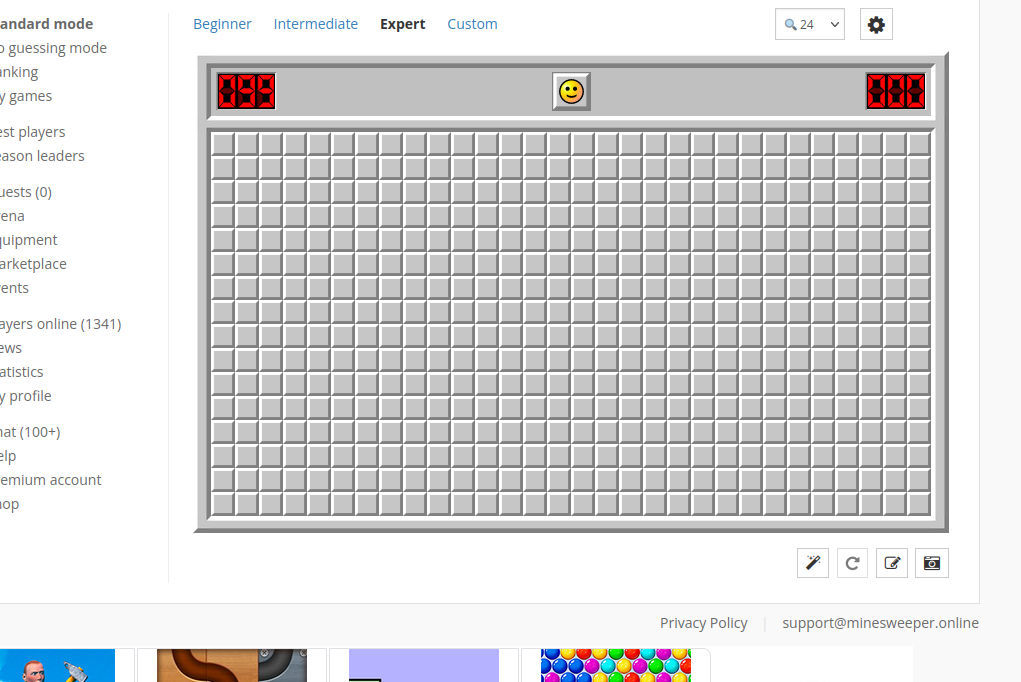 Beginner Intermediate Expert Custom
24
099 000
andard mode
o guessing mode
anking
y games
est players
eason leaders
uests (0)
ena
quipment
arketplace
ents
ayers online (1341)
ews
atistics
y profile
hat (100+)
elp
emium account
hop
Privacy Policy | support@minesweeper.online